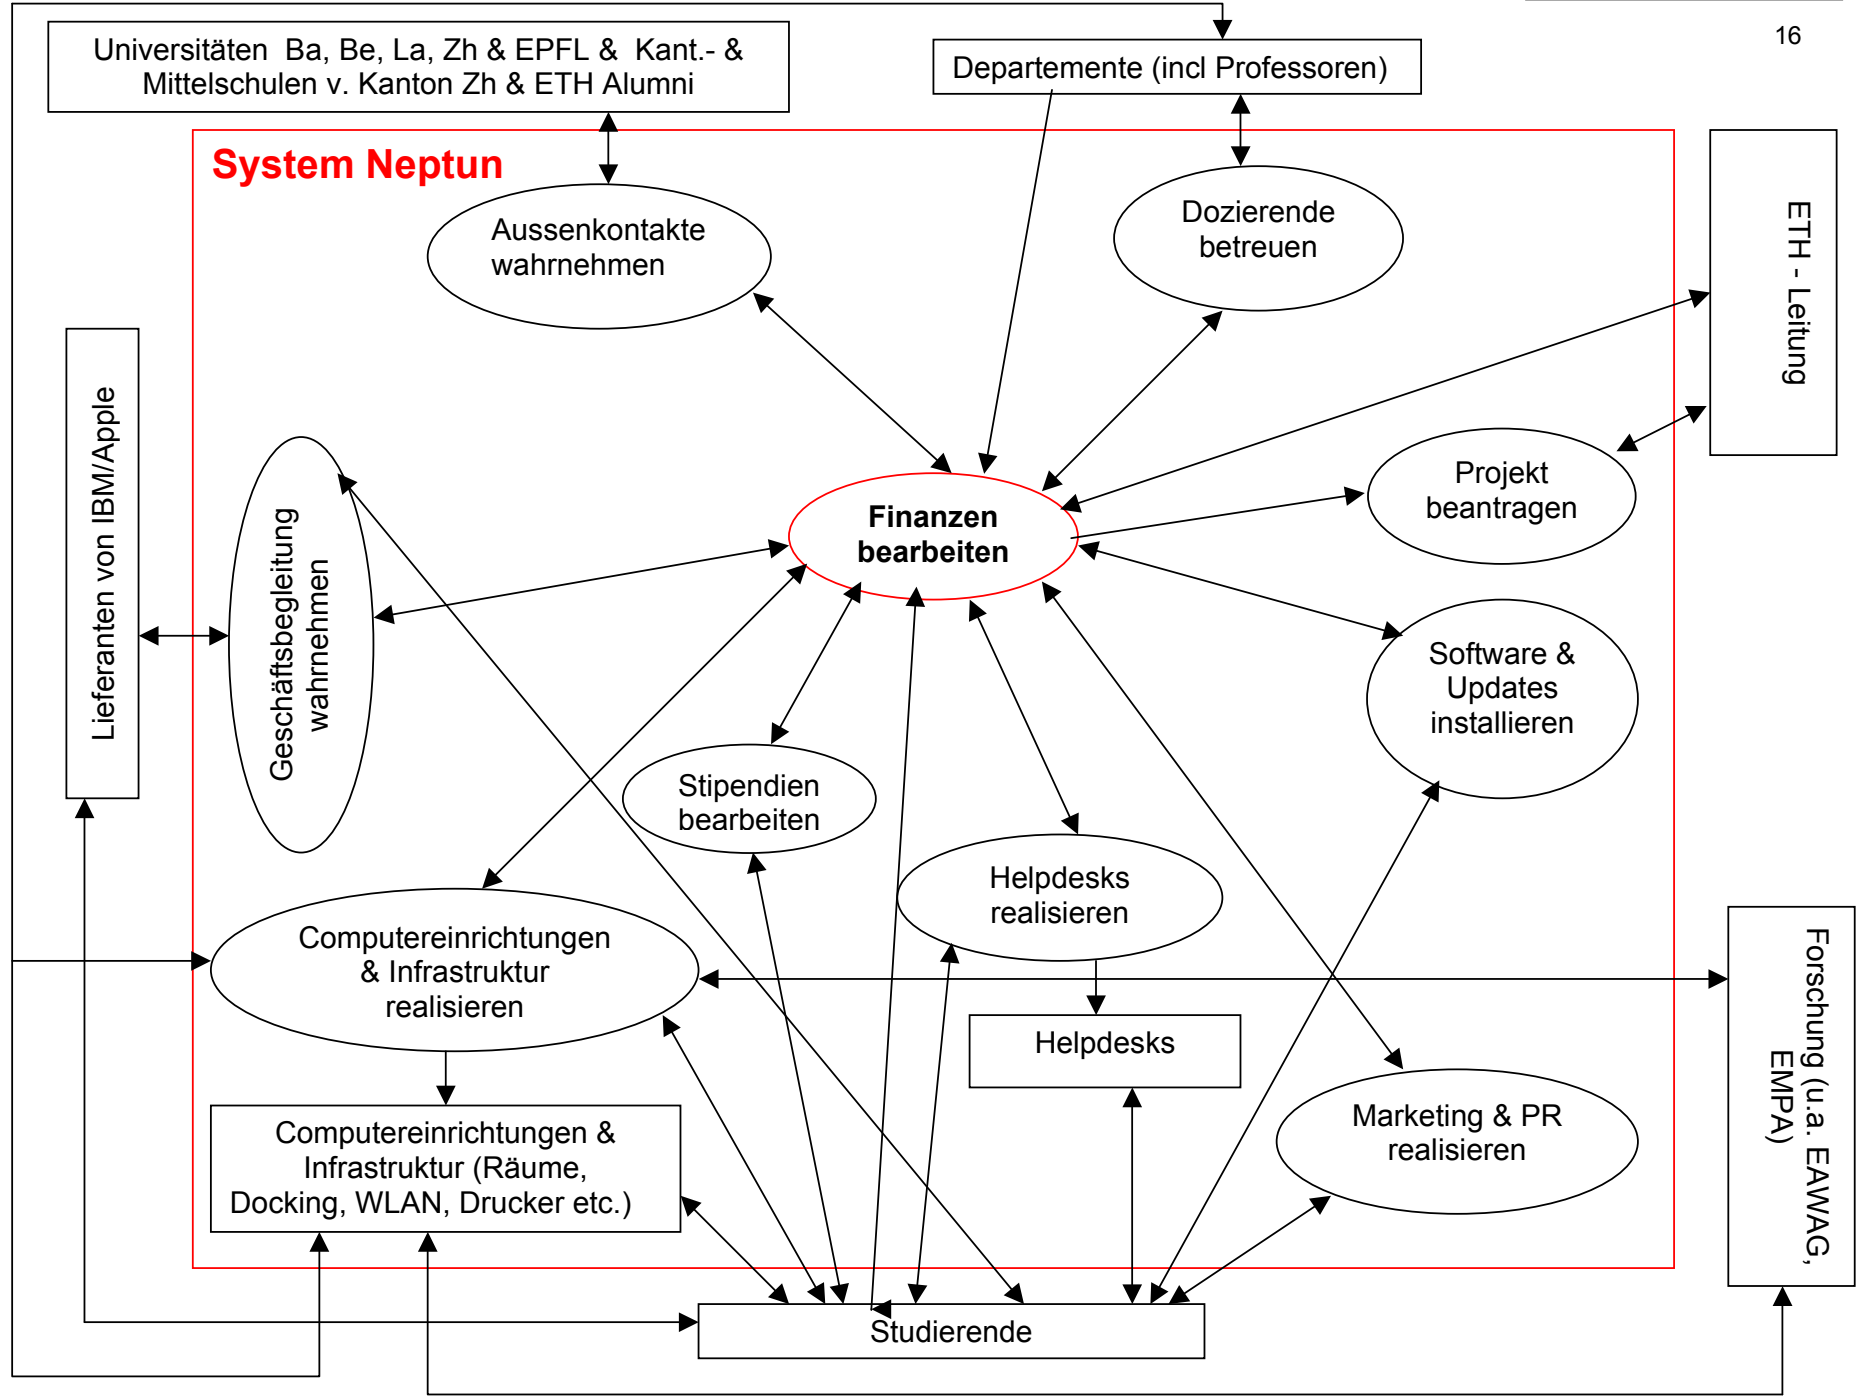 16
Universitäten Ba, Be, La, Zh & EPFL & Kant.- &
Mittelschulen v. Kanton Zh & ETH Alumni
Departemente (incl Professoren)
System Neptun
Aussenkontakte
wahrnehmen
Dozierende
betreuen
ETH - Leitung
Lieferanten von IBM/Apple
Geschäftsbegleitung
wahrnehmen
Finanzen
bearbeiten
Projekt
beantragen
Software &
Updates
installieren
Stipendien
bearbeiten
Helpdesks
realisieren
Computereinrichtungen
& Infrastruktur
realisieren
Helpdesks
Forschung (u.a. EAWAG,
EMPA)
Computereinrichtungen &
Infrastruktur (Räume,
Docking, WLAN, Drucker etc.)
Marketing & PR
realisieren
Studierende